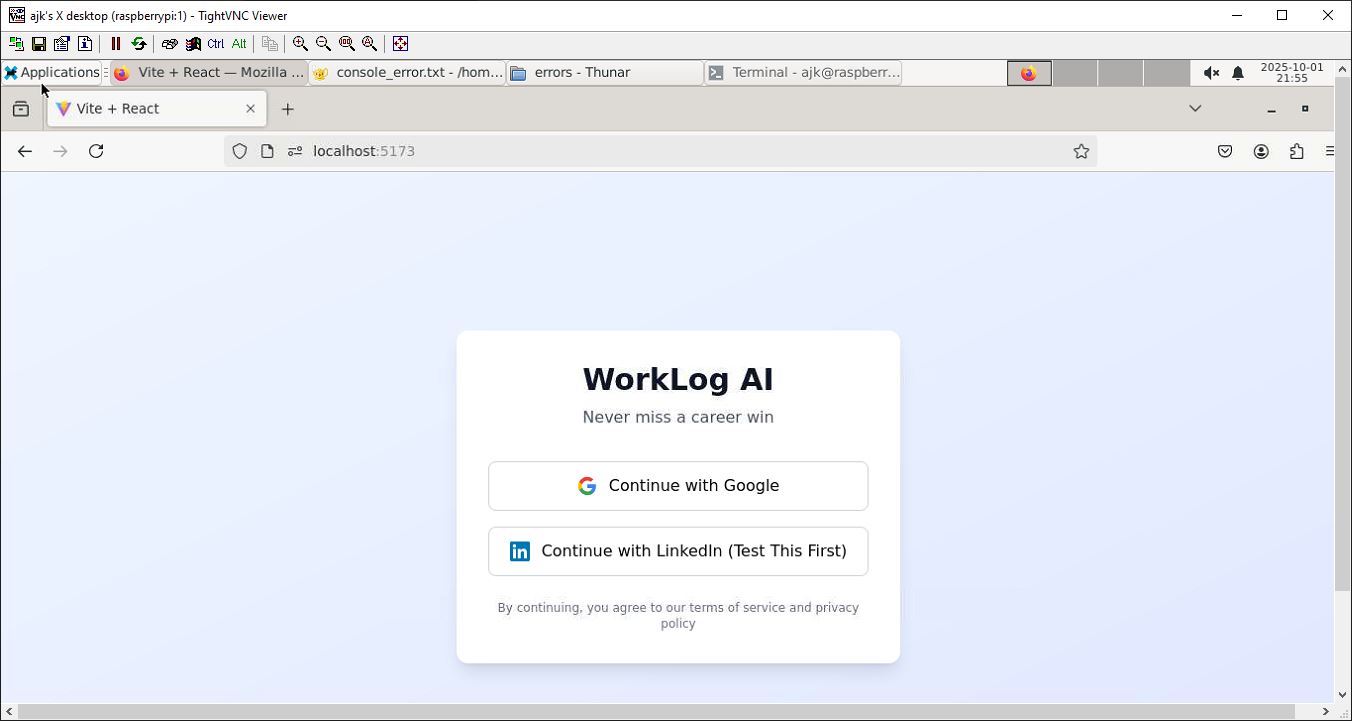 ajk's X desktop (raspberrypi:1) - TightVNC Viewer
Ctrl Alt
Applications Vite + React — Mozilla ... console_error.txt - /hom... errors - Thunar Terminal - ajk@raspberr... 2025-10-01
21:55
Vite + React
localhost:5173
WorkLog AI
Never miss a career win
Continue with Google
in Continue with LinkedIn (Test This First)
By continuing, you agree to our terms of service and privacy
policy